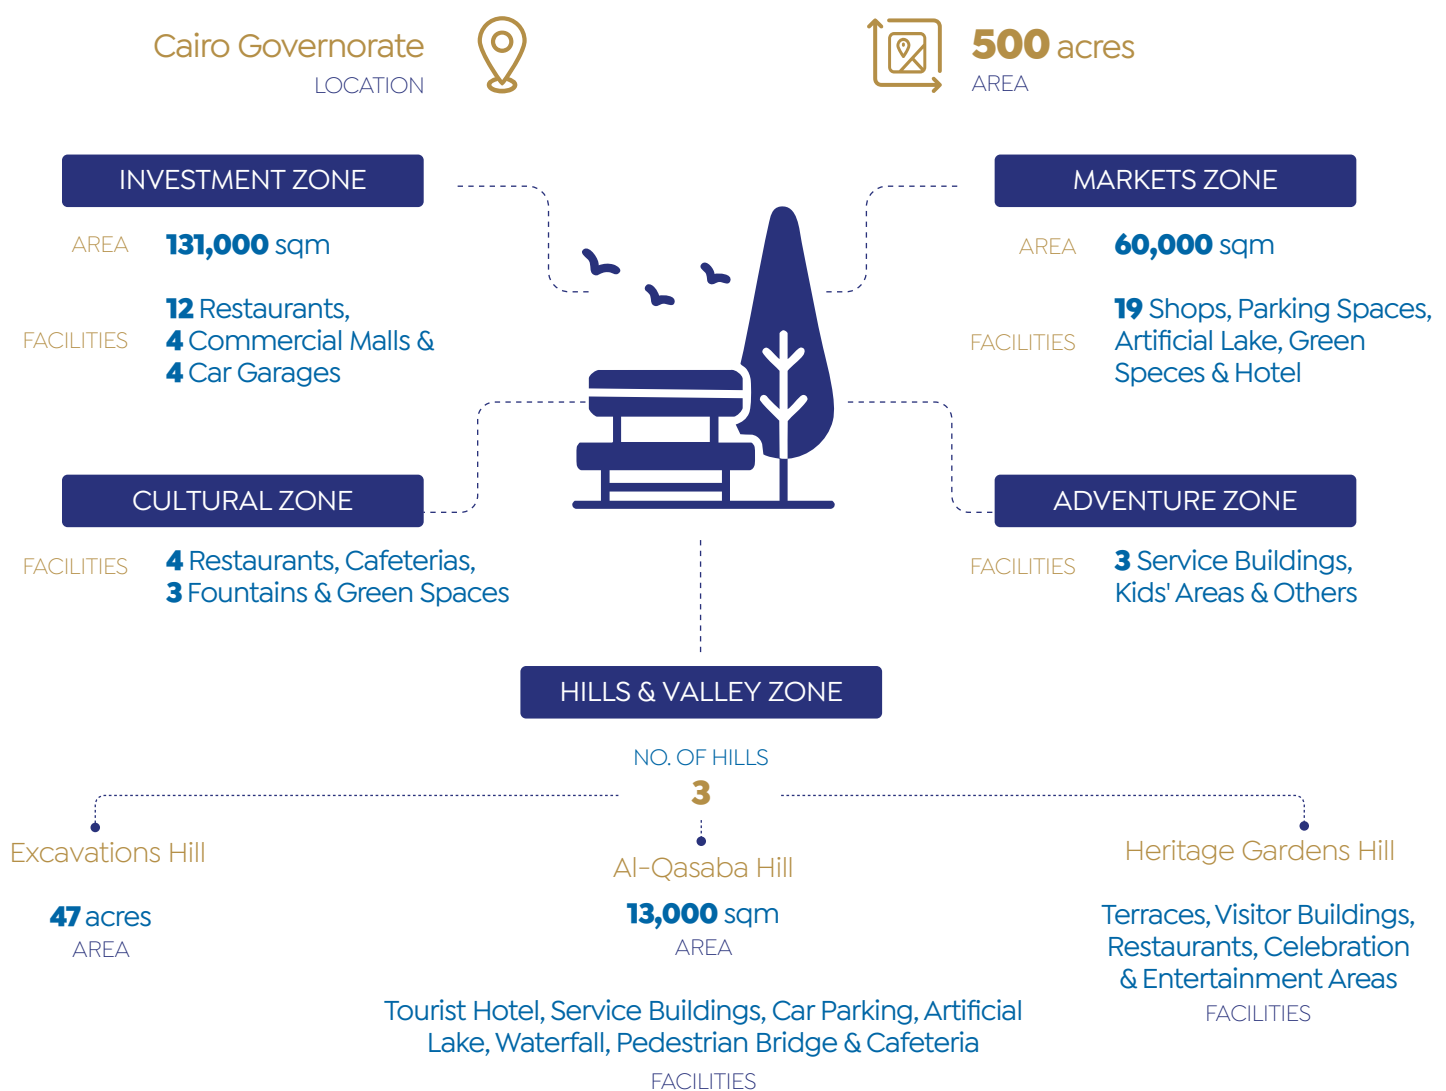 Cairo Governorate
LOCATION
500 acres
AREA
INVESTMENT ZONE
AREA 131,000 sqm
FACILITIES
12 Restaurants,
4 Commercial Malls &
4 Car Garages
MARKETS ZONE
AREA 60,000 sqm
FACILITIES
19 Shops, Parking Spaces,
Artificial Lake, Green
Speces & Hotel
CULTURAL ZONE
FACILITIES
4 Restaurants, Cafeterias,
3 Fountains & Green Spaces
ADVENTURE ZONE
FACILITIES
3 Service Buildings,
Kids' Areas & Others
HILLS & VALLEY ZONE
NO. OF HILLS
3
Excavations Hill
47 acres
AREA
Al-Qasaba Hill
13,000 sqm
AREA
Tourist Hotel, Service Buildings, Car Parking, Artificial
Lake, Waterfall, Pedestrian Bridge & Cafeteria
FACILITIES
Heritage Gardens Hill
Terraces, Visitor Buildings,
Restaurants, Celebration
& Entertainment Areas
FACILITIES